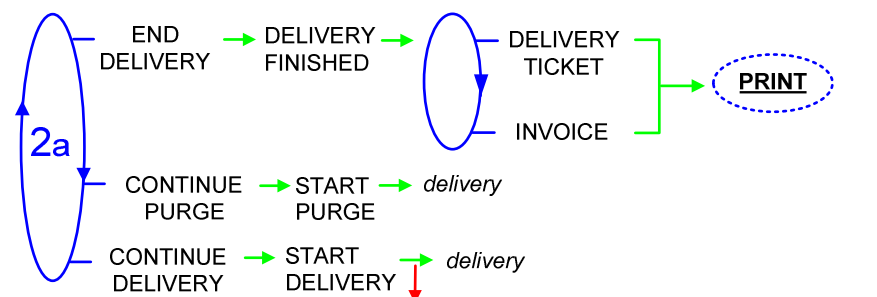 END
DELIVERY
DELIVERY
FINISHED
DELIVERY
TICKET
PRINT
INVOICE
2a
CONTINUE
PURGE
START
PURGE
delivery
CONTINUE
DELIVERY
START
DELIVERY
delivery